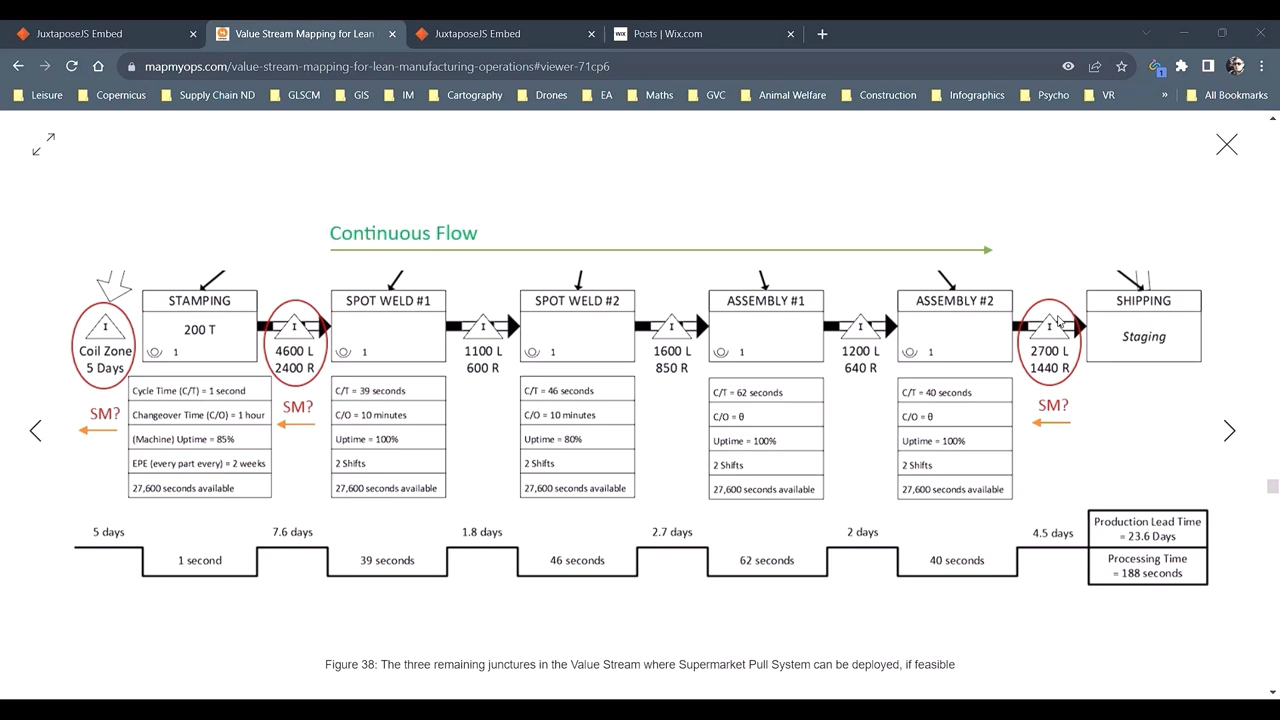 JuxtaposeJS Embed
Value Stream Mapping for Lean
JuxtaposeJS Embed
WIX
Posts | Wix.com
mapmyops.com/value-stream-mapping-for-lean-manufacturing-operations#viewer-71cp6
1
Leisure
Copernicus
Supply Chain ND
GLSCM
GIS
IM
Cartography
Drones
EA
Maths
GVC
Animal Welfare
Construction
Infographics
Psycho
VR
»
All Bookmarks
Continuous Flow
STAMPING
SPOT WELD #1
SPOT WELD #2
ASSEMBLY #1
ASSEMBLY #2
SHIPPING
I
200 T
I
I
I
I
I
Staging
Coil Zone
5 Days
1
4600 L
2400 R
1
1100 L
600 R
1
1600 L
850 R
1
1200 L
640 R
1
2700 L
1440 R
SM?
SM?
SM?
Cycle Time (C/T) = 1 second
Changeover Time (C/O) = 1 hour
(Machine) Uptime = 85%
EPE (every part every) = 2 weeks
27,600 seconds available
C/T = 39 seconds
C/O = 10 minutes
Uptime = 100%
2 Shifts
27,600 seconds available
C/T = 46 seconds
C/O = 10 minutes
Uptime = 80%
2 Shifts
27,600 seconds available
C/T = 62 seconds
C/O = θ
Uptime = 100%
2 Shifts
27,600 seconds available
C/T = 40 seconds
C/O = θ
Uptime = 100%
2 Shifts
27,600 seconds available
5 days
7.6 days
1.8 days
2.7 days
2 days
4.5 days
1 second
39 seconds
46 seconds
62 seconds
40 seconds
Production Lead Time
= 23.6 Days
Processing Time
= 188 seconds
Figure 38: The three remaining junctures in the Value Stream where Supermarket Pull System can be deployed, if feasible